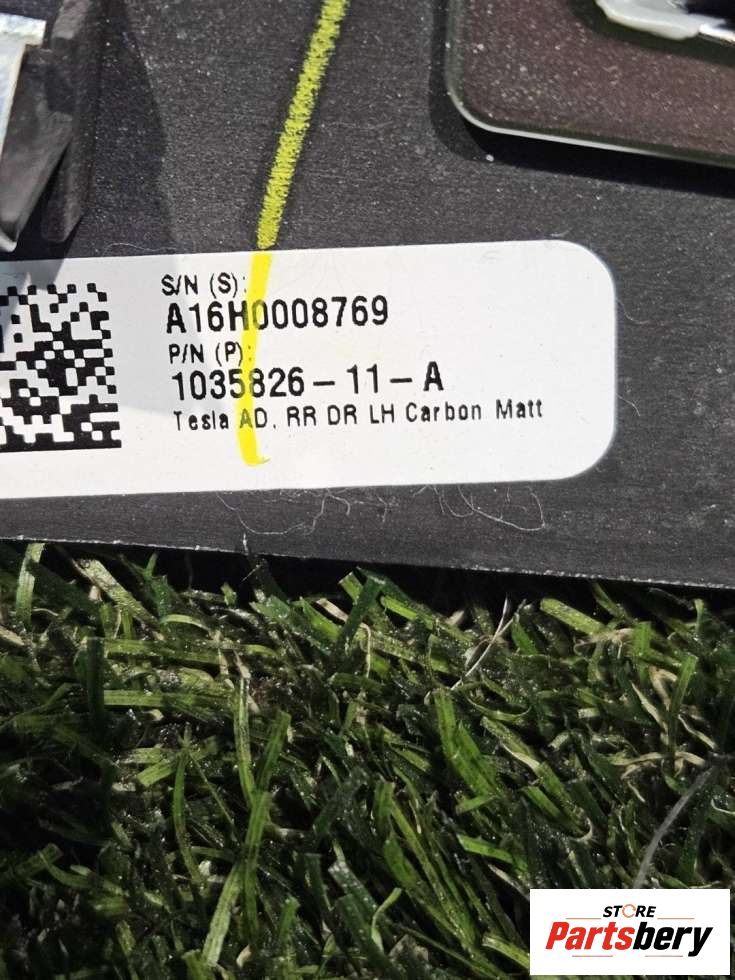 S/N (S):
A16H0008769
P/N (P):
1035826-11-A
Tesla AD, RR DR LH Carbon Matt
STORE
Partsbery